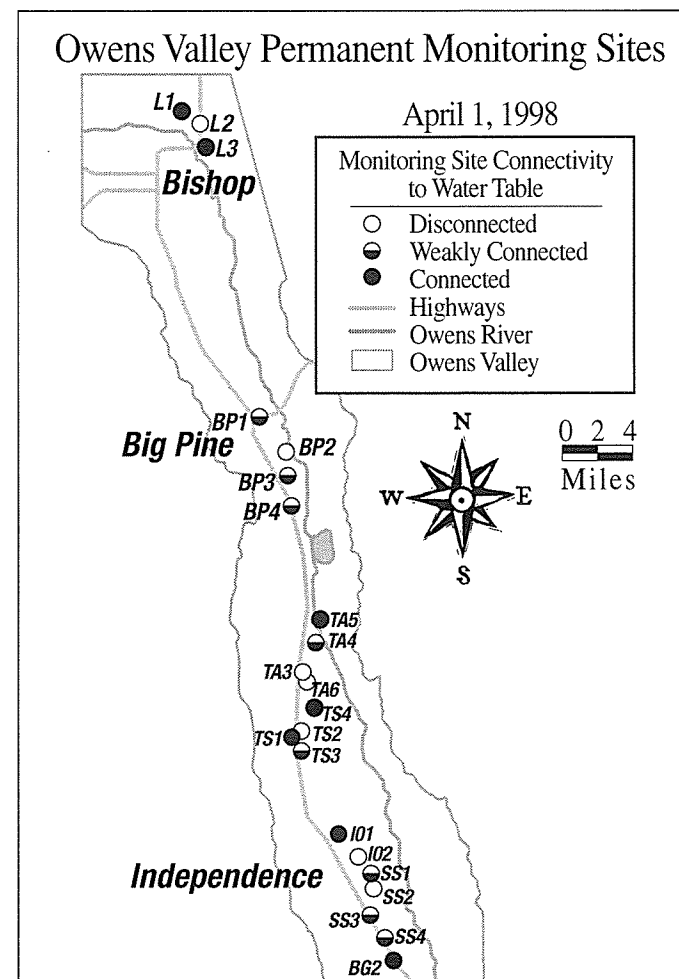 Owens Valley Permanent Monitoring Sites
April 1, 1998
Monitoring Site Connectivity
to Water Table
Disconnected
Weakly Connected
Connected
Highways
Owens River
Owens Valley
L1
L2
L3
Bishop
BP1
BP2
Big Pine
BP3
BP4
N
W
E
S
0 2 4
Miles
TA5
TA4
TA3
TA6
TS4
TS2
TS1
TS3
I01
I02
SS1
Independence
SS2
SS3
SS4
BG2